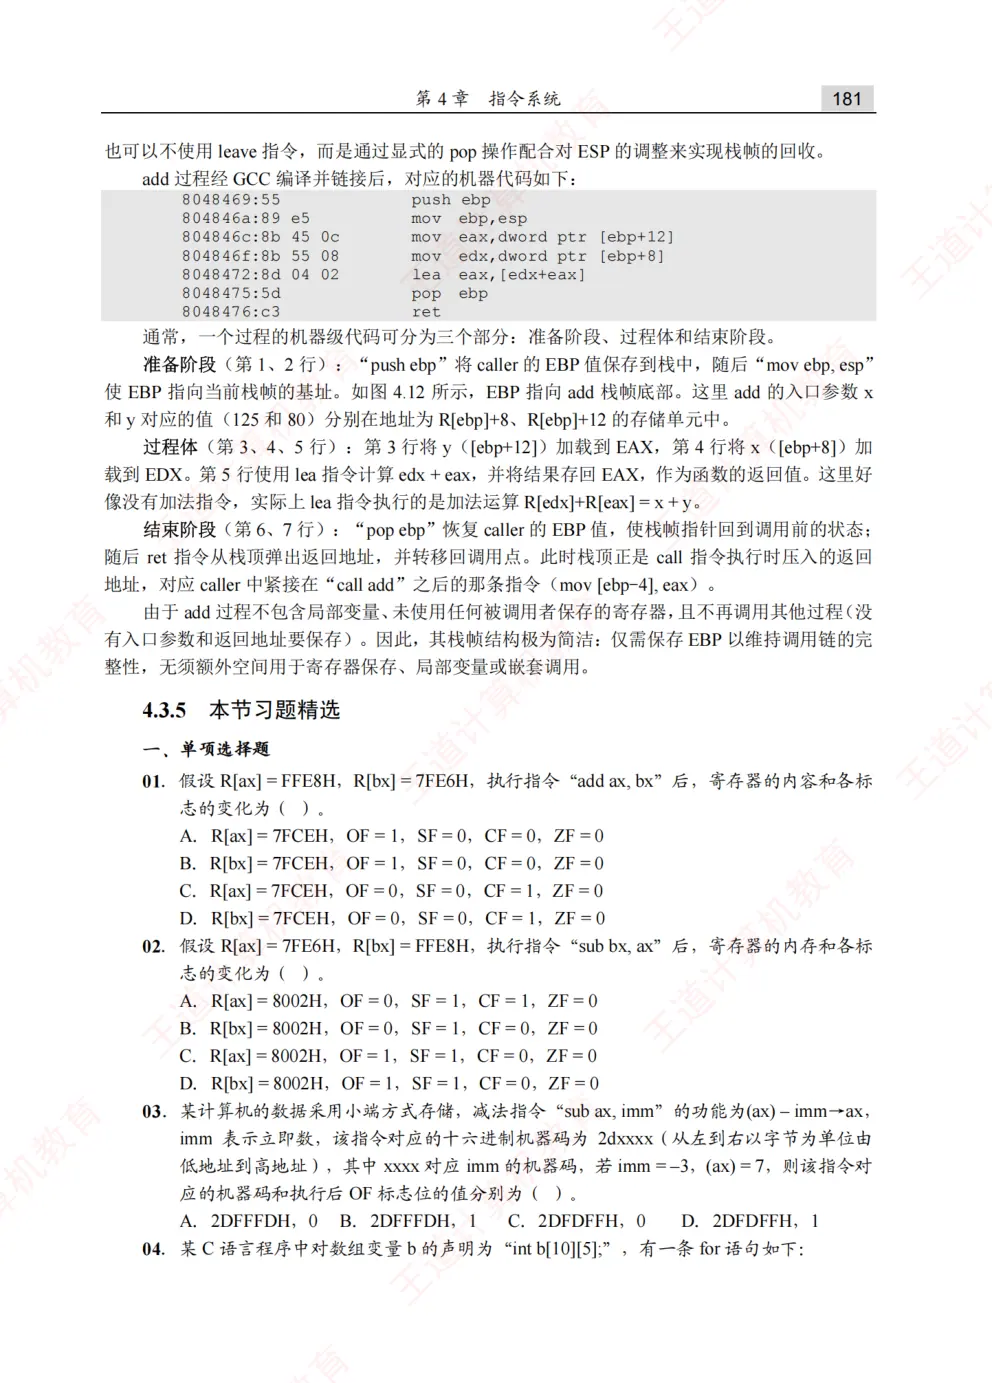 第 4 章 指令系统 181
也可以不使用 leave 指令，而是通过显式的 pop 操作配合对 ESP 的调整来实现栈帧的回收。
add 过程经 GCC 编译并链接后，对应的机器代码如下：
8048469:55 push ebp
804846a:89 e5 mov ebp,esp
804846c:8b 45 0c mov eax,dword ptr [ebp+12]
804846f:8b 55 08 mov edx,dword ptr [ebp+8]
8048472:8d 04 02 lea eax,[edx+eax]
8048475:5d pop ebp
8048476:c3 ret
通常，一个过程的机器级代码可分为三个部分：准备阶段、过程体和结束阶段。
准备阶段（第 1、2 行）：“push ebp”将 caller 的 EBP 值保存到栈中，随后“mov ebp, esp”
使 EBP 指向当前栈帧的基址。如图 4.12 所示，EBP 指向 add 栈帧底部。这里 add 的入口参数 x
和 y 对应的值（125 和 80）分别在地址为 R[ebp]+8、R[ebp]+12 的存储单元中。
过程体（第 3、4、5 行）：第 3 行将 y（[ebp+12]）加载到 EAX，第 4 行将 x（[ebp+8]）加
载到 EDX。第 5 行使用 lea 指令计算 edx + eax，并将结果存回 EAX，作为函数的返回值。这里好
像没有加法指令，实际上 lea 指令执行的是加法运算 R[edx]+R[eax] = x + y。
结束阶段（第 6、7 行）：“pop ebp”恢复 caller 的 EBP 值，使栈帧指针回到调用前的状态；
随后 ret 指令从栈顶弹出返回地址，并转移回调用点。此时栈顶正是 call 指令执行时压入的返回
地址，对应 caller 中紧接在“call add”之后的那条指令（mov [ebp−4], eax）。
由于 add 过程不包含局部变量、未使用任何被调用者保存的寄存器，且不再调用其他过程（没
有入口参数和返回地址要保存）。因此，其栈帧结构极为简洁：仅需保存 EBP 以维持调用链的完
整性，无须额外空间用于寄存器保存、局部变量或嵌套调用。
4.3.5 本节习题精选
一、单项选择题
01. 假设 R[ax] = FFE8H，R[bx] = 7FE6H，执行指令“add ax, bx”后，寄存器的内容和各标
志的变化为（ ）。
A. R[ax] = 7FCEH，OF = 1，SF = 0，CF = 0，ZF = 0
B. R[bx] = 7FCEH，OF = 1，SF = 0，CF = 0，ZF = 0
C. R[ax] = 7FCEH，OF = 0，SF = 0，CF = 1，ZF = 0
D. R[bx] = 7FCEH，OF = 0，SF = 0，CF = 1，ZF = 0
02. 假设 R[ax] = 7FE6H，R[bx] = FFE8H，执行指令“sub bx, ax”后，寄存器的内存和各标
志的变化为（ ）。
A. R[ax] = 8002H，OF = 0，SF = 1，CF = 1，ZF = 0
B. R[bx] = 8002H，OF = 0，SF = 1，CF = 0，ZF = 0
C. R[ax] = 8002H，OF = 1，SF = 1，CF = 0，ZF = 0
D. R[bx] = 8002H，OF = 1，SF = 1，CF = 0，ZF = 0
03. 某计算机的数据采用小端方式存储，减法指令“sub ax, imm”的功能为(ax) – imm→ax，
imm 表示立即数，该指令对应的十六进制机器码为 2dxxxx（从左到右以字节为单位由
低地址到高地址），其中 xxxx 对应 imm 的机器码，若 imm = –3，(ax) = 7，则该指令对
应的机器码和执行后 OF 标志位的值分别为（ ）。
A. 2DFFFDH，0 B. 2DFFFDH，1 C. 2DFDFFH，0 D. 2DFDFFH，1
04. 某 C 语言程序中对数组变量 b 的声明为“int b[10][5];”，有一条 for 语句如下：